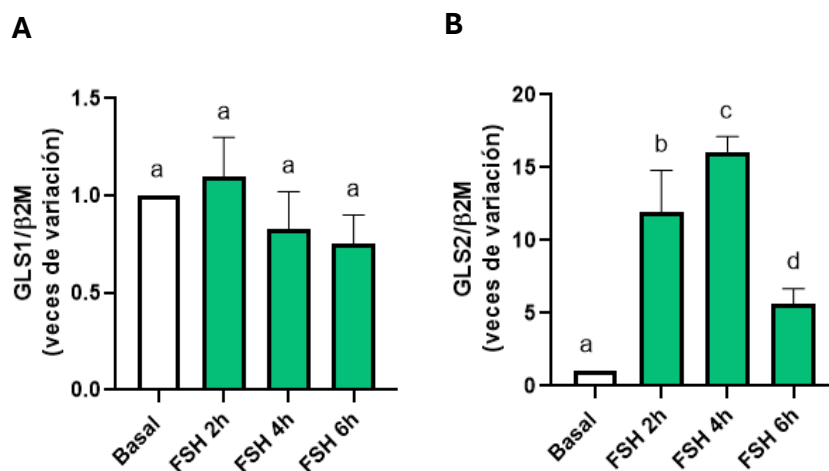 A
GLS1/β2M
(veces de variación)
1.5
1.0
0.5
0.0
a
a
a
a
Basal
FSH 2h
FSH 4h
FSH 6h
B
GLS2/β2M
(veces de variación)
20
15
10
5
0
a
b
c
d
Basal
FSH 2h
FSH 4h
FSH 6h